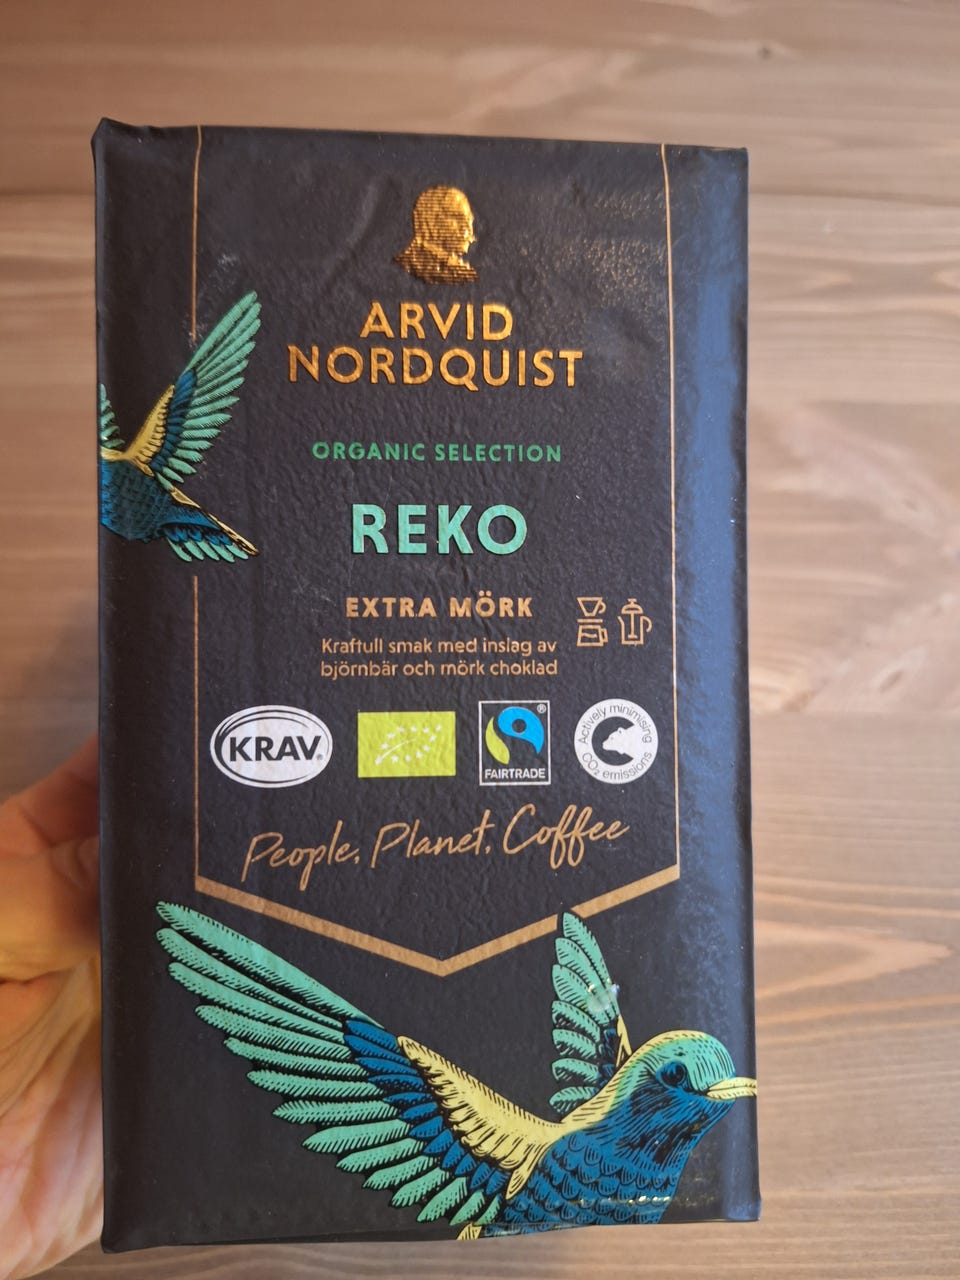 ARVID
NORDQUIST
ORGANIC SELECTION
REKO
EXTRA MÖRK
Kraftull smak med inslag av
björnbär och mörk choklad
KRAV®
FAIRTRADE
®
Actively minimising
CO₂ emissions
People, Planet, Coffee